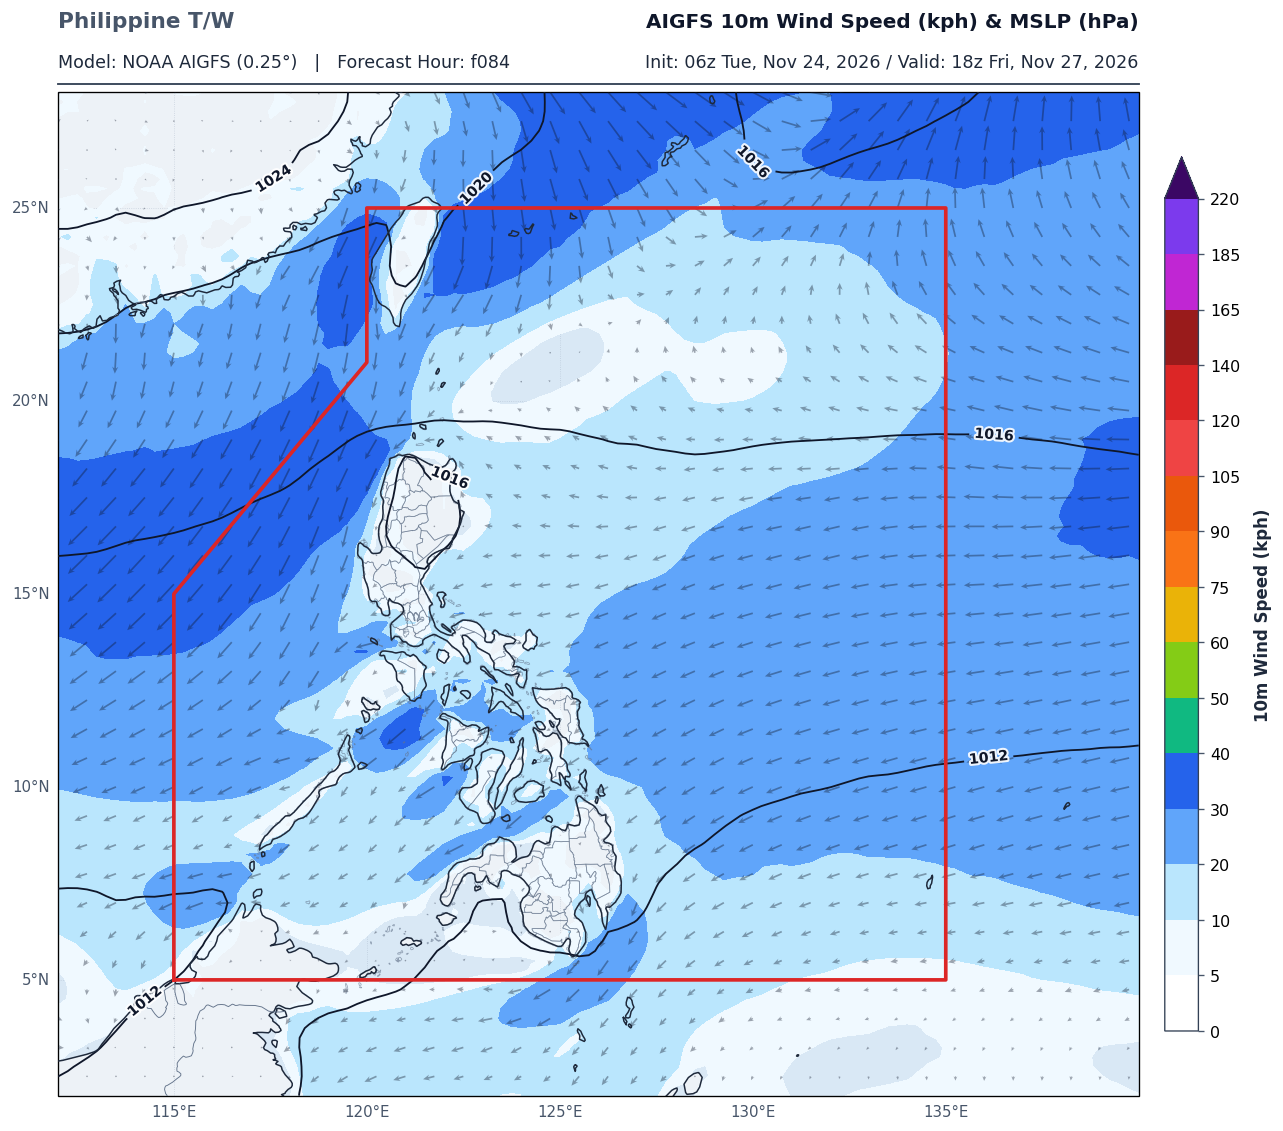 Philippine T/W
AIGFS 10m Wind Speed (kph) & MSLP (hPa)
Model: NOAA AIGFS (0.25°)   |   Forecast Hour: f084
Init: 06z Tue, Nov 24, 2026 / Valid: 18z Fri, Nov 27, 2026
1024
1020
1016
1016
1016
1012
1012
25°N
20°N
15°N
10°N
5°N
115°E
120°E
125°E
130°E
135°E
220
185
165
140
120
105
90
75
60
50
40
30
20
10
5
0
10m Wind Speed (kph)